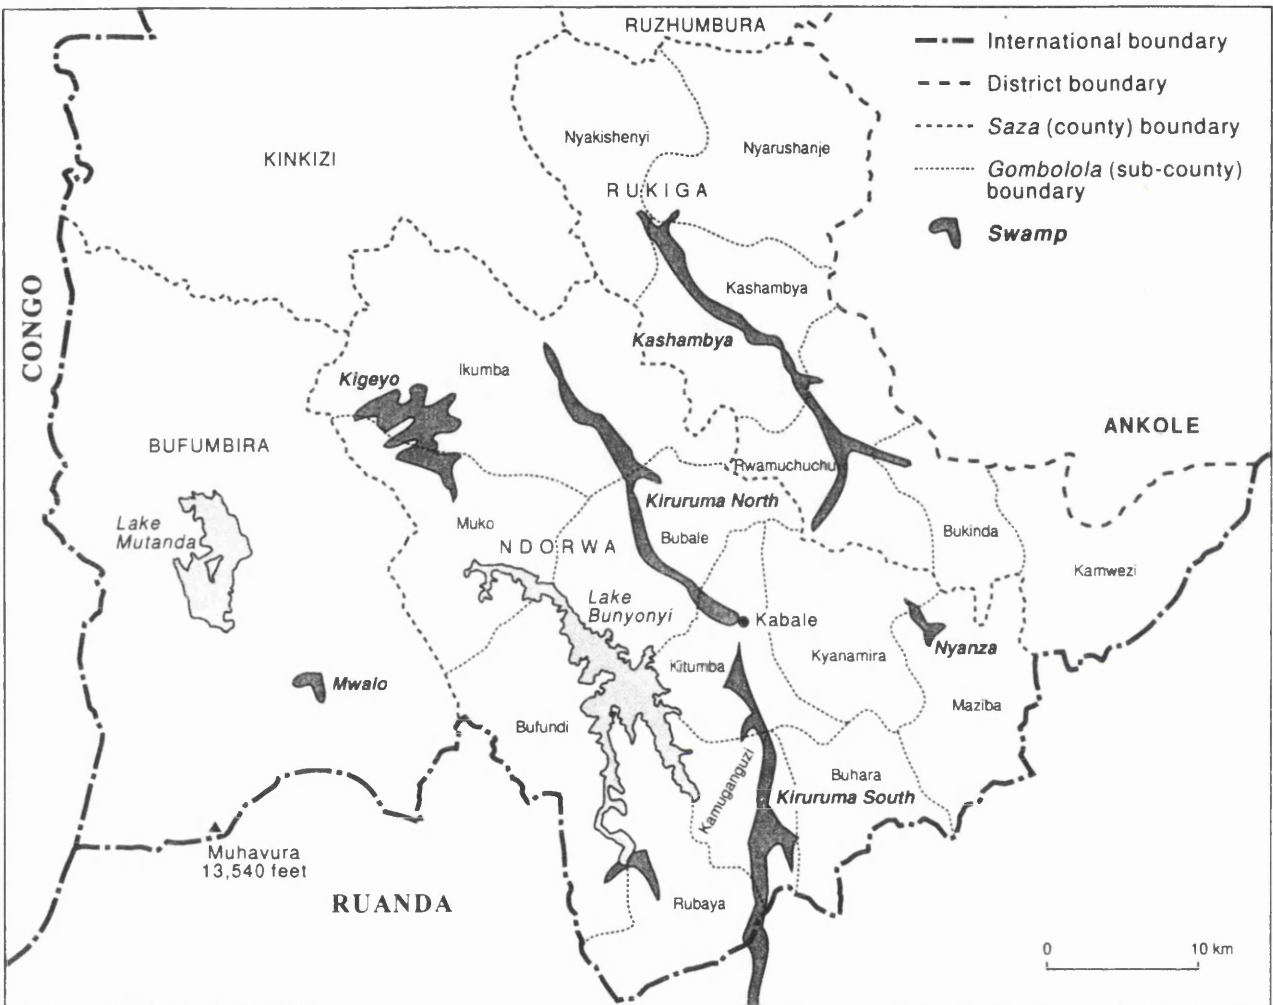 RUZHUMBURA
International boundary
District boundary
Saza (county) boundary
Gombolola (sub-county)
boundary
Swamp
KINKIZI
Nyakishenyi
Nyarushanje
RUKIGA
CONGO
Kashambya
Kashambya
Kigeyo
Ikumba
BUFUMBIRA
ANKOLE
Rwamuchuchu
Kiruruma North
Lake
Mutanda
Muko
NDORWA
Bubale
Bukinda
Kamwezi
Lake
Bunyonyi
Kabale
Kitumba
Kyanamira
Nyanza
Mwalo
Maziba
Bufundi
Kamuganguzi
Buhara
Kiruruma South
Muhavura
13,540 feet
RUANDA
Rubaya
0 10 km